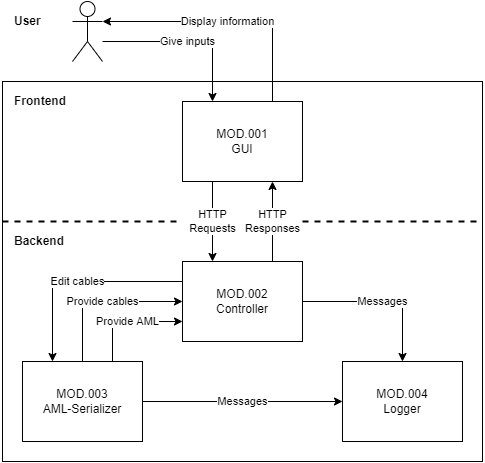 User
Display information
Give inputs
Frontend
MOD.001
GUI
HTTP
Requests
HTTP
Responses
Backend
Edit cables
Provide cables
Provide AML
MOD.002
Controller
Messages
MOD.003
AML-Serializer
Messages
MOD.004
Logger